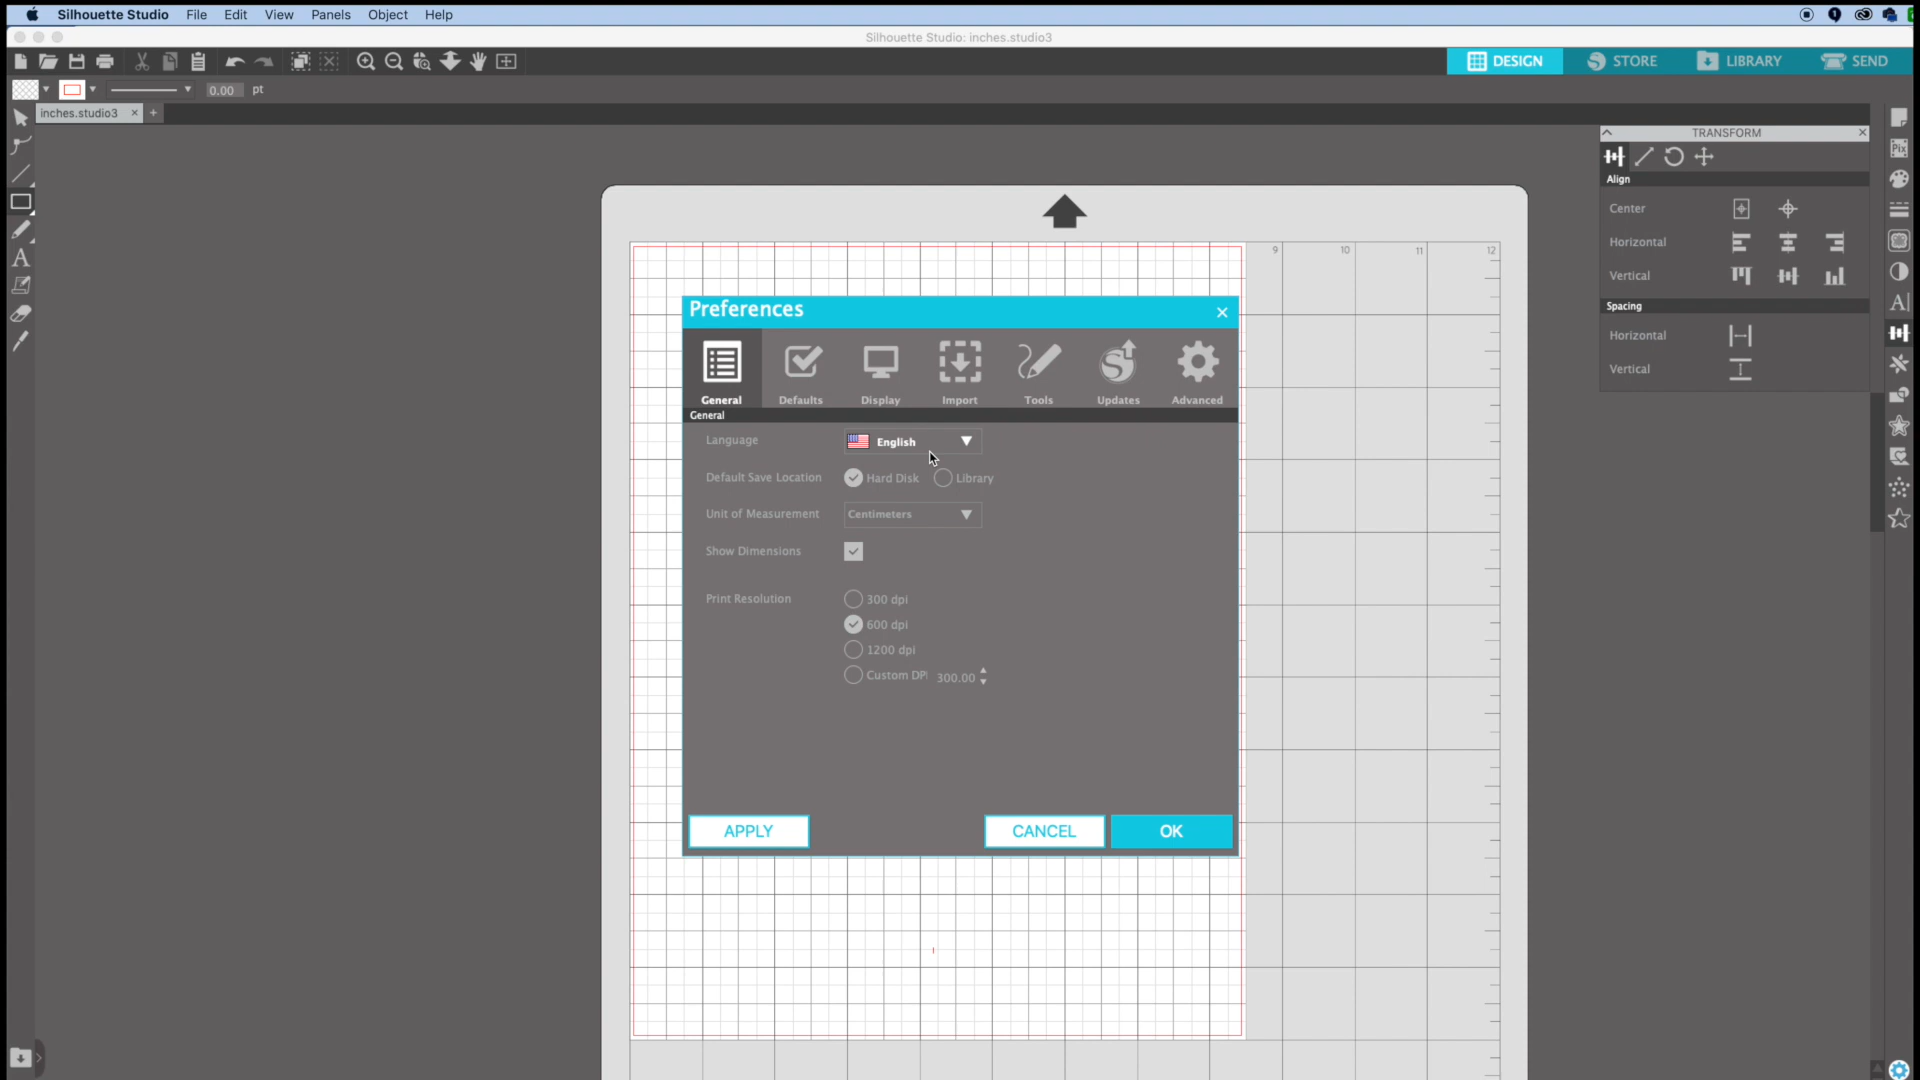 Silhouette Studio File Edit View Panels Object Help
Silhouette Studio: inches.studio3
DESIGN STORE LIBRARY SEND
0.00 pt
inches.studio3 × +
TRANSFORM
Align
Center
Horizontal
Vertical
Spacing
Horizontal
Vertical
Pix
9 10 11 12
Preferences
General Defaults Display Import Tools Updates Advanced
General
Language English
Default Save Location Hard Disk Library
Unit of Measurement Centimeters
Show Dimensions
Print Resolution 300 dpi
600 dpi
1200 dpi
Custom DPI 300.00
APPLY CANCEL OK